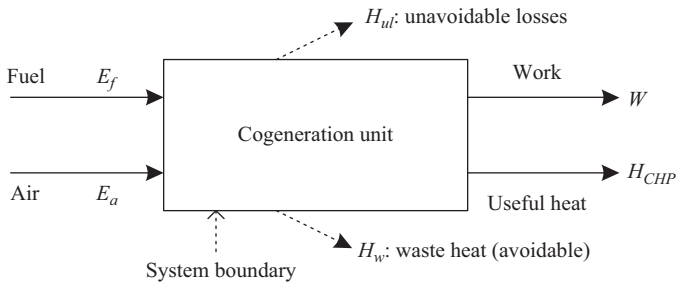 H_ul: unavoidable losses
Fuel E_f Work
W
Cogeneration unit
Air E_a H_CHP
Useful heat
H_w: waste heat (avoidable)
System boundary